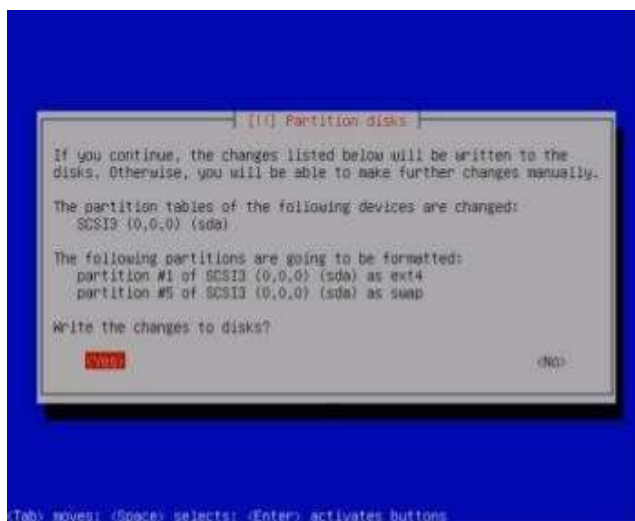 [!!] Partition disks
If you continue, the changes listed below will be written to the
disks. Otherwise, you will be able to make further changes manually.
The partition tables of the following devices are changed:
SCSI3 (0,0,0) (sda)
The following partitions are going to be formatted:
partition #1 of SCSI3 (0,0,0) (sda) as ext4
partition #5 of SCSI3 (0,0,0) (sda) as swap
Write the changes to disks?
<Yes> <No>
<Tab> moves; <Space> selects; <Enter> activates buttons